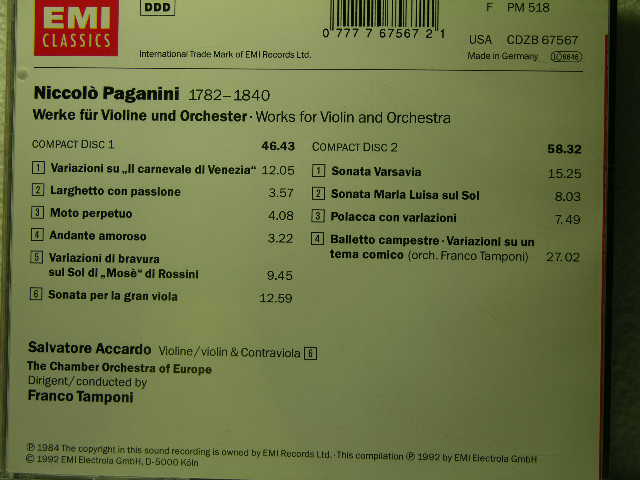 EMI
CLASSICS
DDD
International Trade Mark of EMI Records Ltd.
0 7777 67567 2 1
F PM 518
USA CDZB 67567
Made in Germany
Niccolò Paganini 1782–1840
Werke für Violine und Orchester · Works for Violin and Orchestra
COMPACT DISC 1 46.43
1 Variazioni su „Il carnevale di Venezia“ 12.05
2 Larghetto con passione 3.57
3 Moto perpetuo 4.08
4 Andante amoroso 3.22
5 Variazioni di bravura
sul Sol di „Mosè“ di Rossini 9.45
6 Sonata per la gran viola 12.59
COMPACT DISC 2 58.32
1 Sonata Varsavia 15.25
2 Sonata Maria Luisa sul Sol 8.03
3 Polacca con variazioni 7.49
4 Balletto campestre · Variazioni su un
tema comico (orch. Franco Tamponi) 27.02
Salvatore Accardo Violine/violin & Contraviola 6
The Chamber Orchestra of Europe
Dirigent/conducted by
Franco Tamponi
℗ 1984 The copyright in this sound recording is owned by EMI Records Ltd. · This compilation ℗ 1992 by EMI Electrola GmbH
© 1992 EMI Electrola GmbH, D-5000 Köln